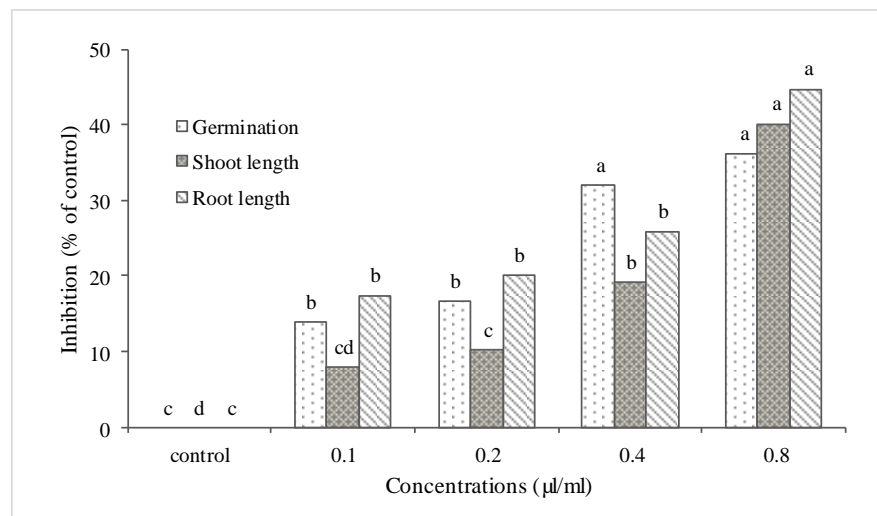 50
40
30
20
10
0
Inhibition (% of control)
Germination
Shoot length
Root length
c d c
b cd b
b c b
a b b
a a a
control 0.1 0.2 0.4 0.8
Concentrations (µl/ml)